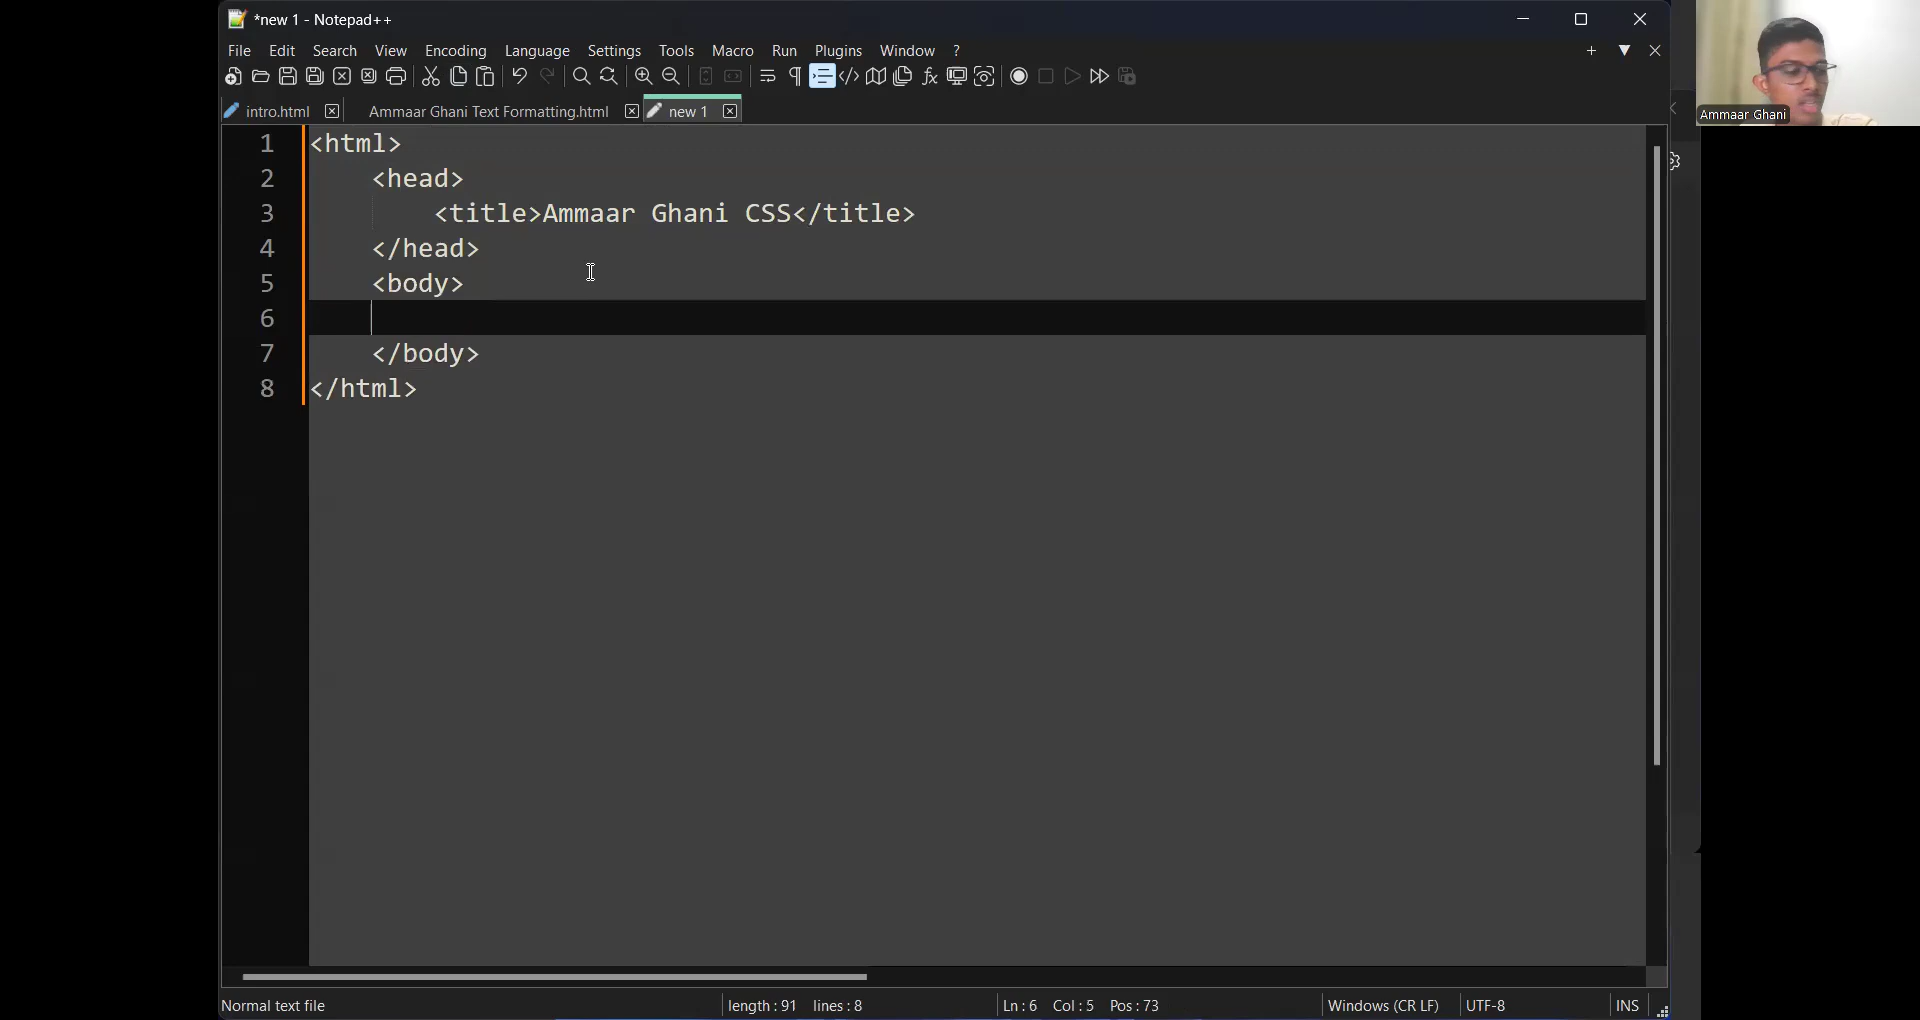 *new 1 - Notepad++
File Edit Search View Encoding Language Settings Tools Macro Run Plugins Window ?
intro.html Ammaar Ghani Text Formatting.html new 1
1 <html>
2 <head>
3 <title>Ammaar Ghani CSS</title>
4 </head>
5 <body>
6
7 </body>
8 </html>
Normal text file length : 91 lines : 8 Ln : 6 Col : 5 Pos : 73 Windows (CR LF) UTF-8 INS
Ammaar Ghani